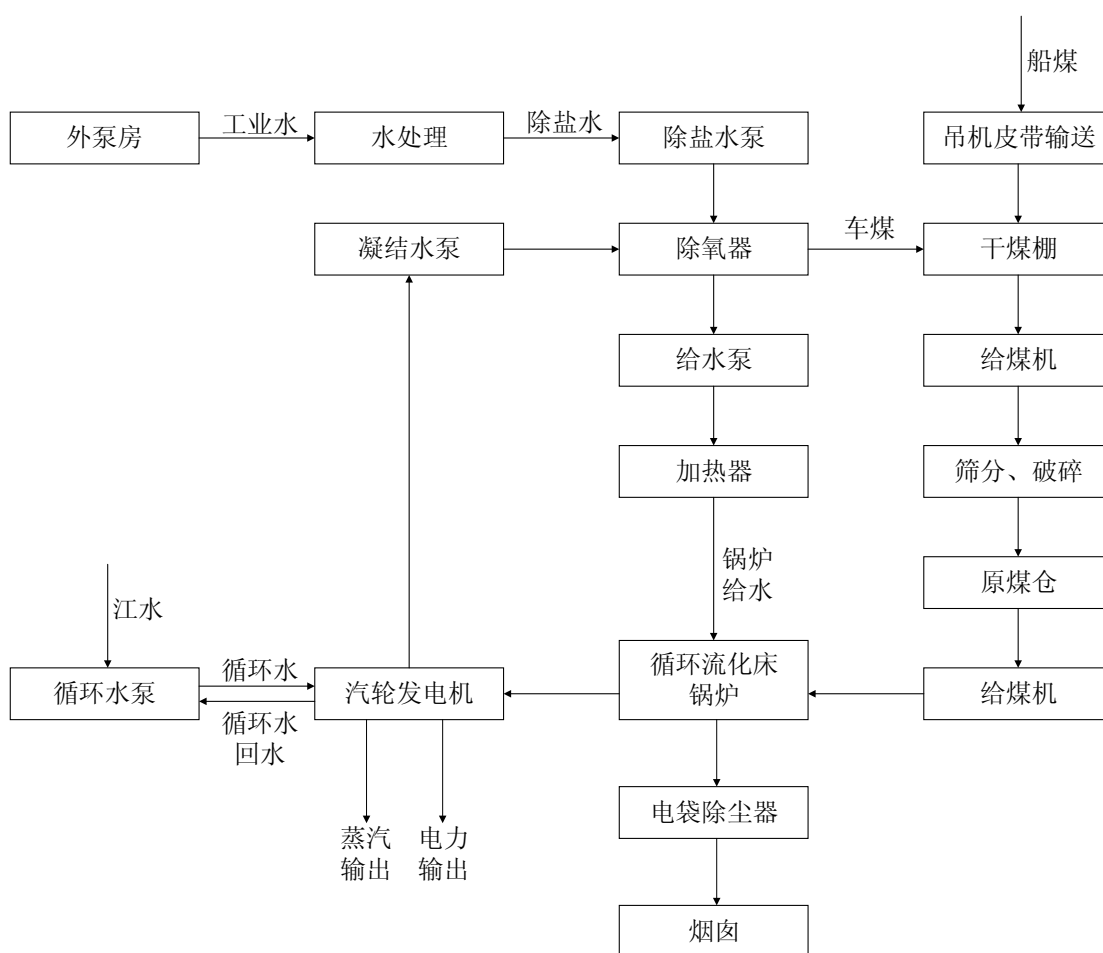 船煤
外泵房
工业水
水处理
除盐水
除盐水泵
吊机皮带输送
凝结水泵
除氧器
车煤
干煤棚
给水泵
给煤机
加热器
筛分、破碎
锅炉
给水
原煤仓
江水
循环水泵
循环水
循环水
回水
汽轮发电机
循环流化床
锅炉
给煤机
电袋除尘器
蒸汽
输出
电力
输出
烟囱